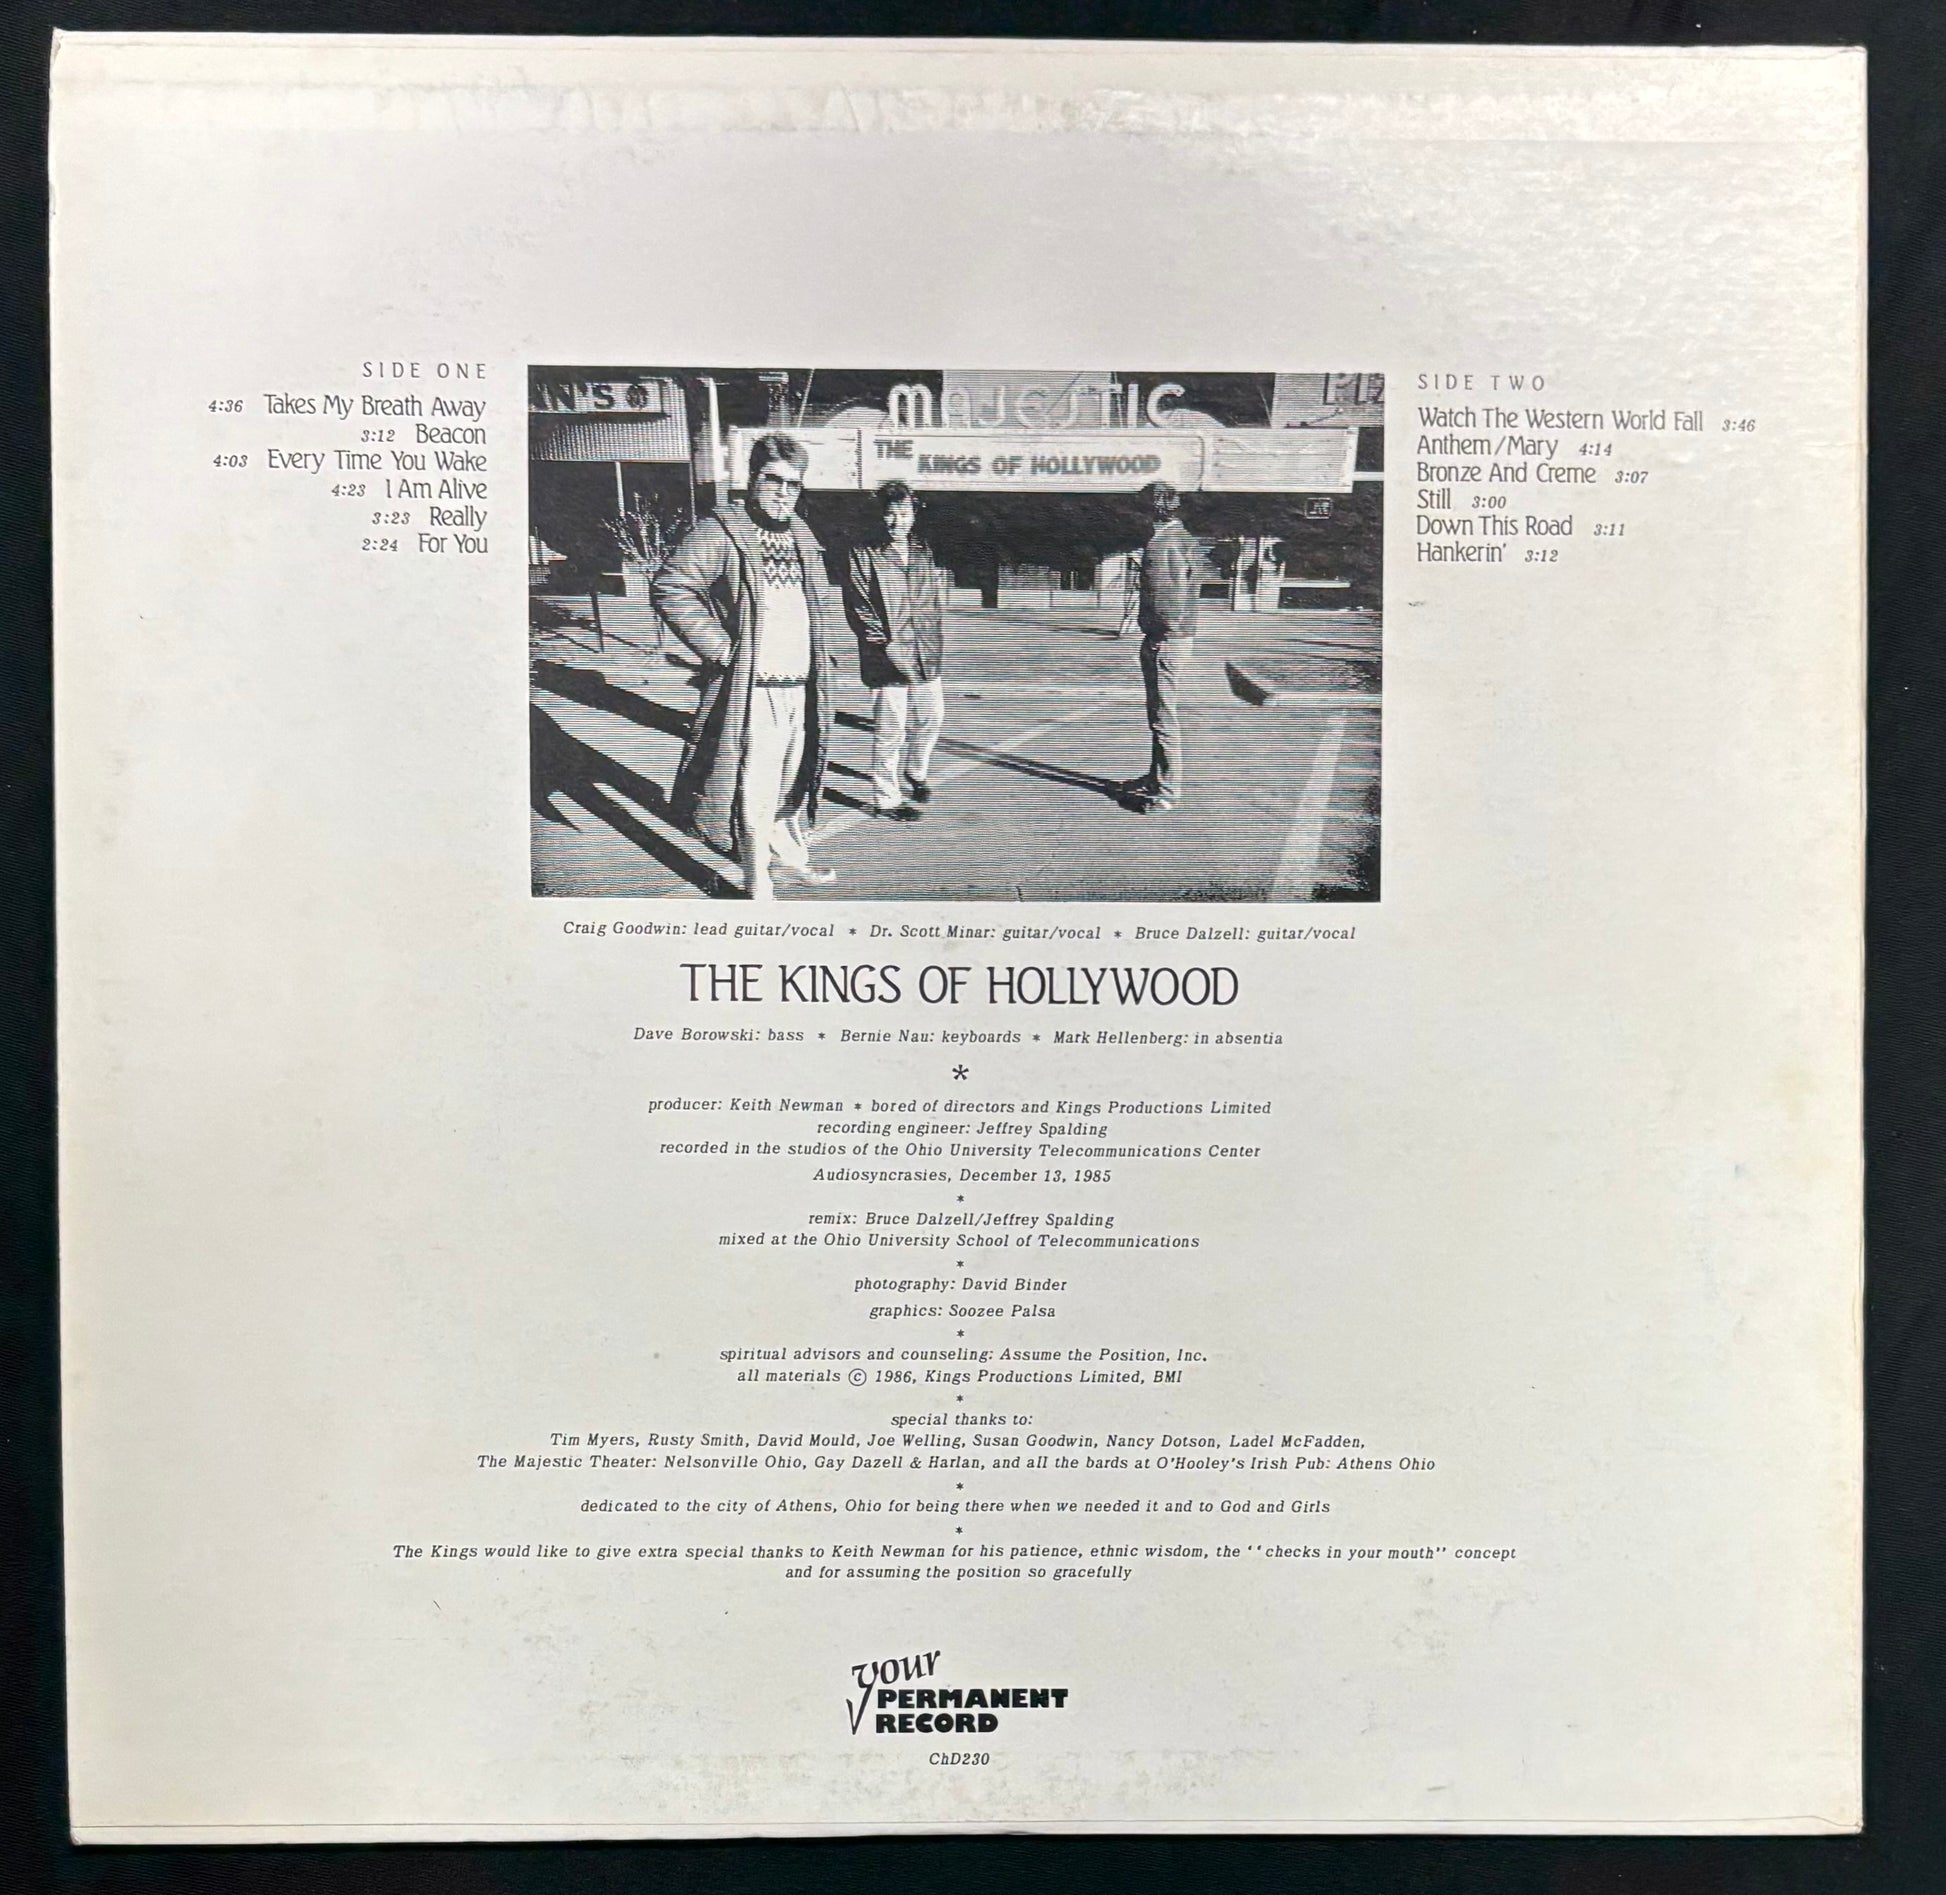 SIDE ONE
4:36 Takes My Breath Away
3:12 Beacon
4:03 Every Time You Wake
4:23 I Am Alive
3:23 Really
2:24 For You
N'S
MAJESTIC
THE
KINGS OF HOLLYWOOD
SIDE TWO
Watch The Western World Fall 3:46
Anthem/Mary 4:14
Bronze And Creme 3:07
Still 3:00
Down This Road 3:11
Hankerin' 3:12
Craig Goodwin: lead guitar/vocal * Dr. Scott Minar: guitar/vocal * Bruce Dalzell: guitar/vocal
THE KINGS OF HOLLYWOOD
Dave Borowski: bass * Bernie Nau: keyboards * Mark Hellenberg: in absentia
*
producer: Keith Newman * bored of directors and Kings Productions Limited
recording engineer: Jeffrey Spalding
recorded in the studios of the Ohio University Telecommunications Center
Audiosyncrasies, December 13, 1985
*
remix: Bruce Dalzell/Jeffrey Spalding
mixed at the Ohio University School of Telecommunications
*
photography: David Binder
graphics: Soozee Palsa
*
spiritual advisors and counseling: Assume the Position, Inc.
all materials © 1986, Kings Productions Limited, BMI
*
special thanks to:
Tim Myers, Rusty Smith, David Mould, Joe Welling, Susan Goodwin, Nancy Dotson, Ladel McFadden,
The Majestic Theater: Nelsonville Ohio, Gay Dazell & Harlan, and all the bards at O'Hooley's Irish Pub: Athens Ohio
*
dedicated to the city of Athens, Ohio for being there when we needed it and to God and Girls
*
The Kings would like to give extra special thanks to Keith Newman for his patience, ethnic wisdom, the ‘‘checks in your mouth’’ concept
and for assuming the position so gracefully
your
PERMANENT
RECORD
ChD230